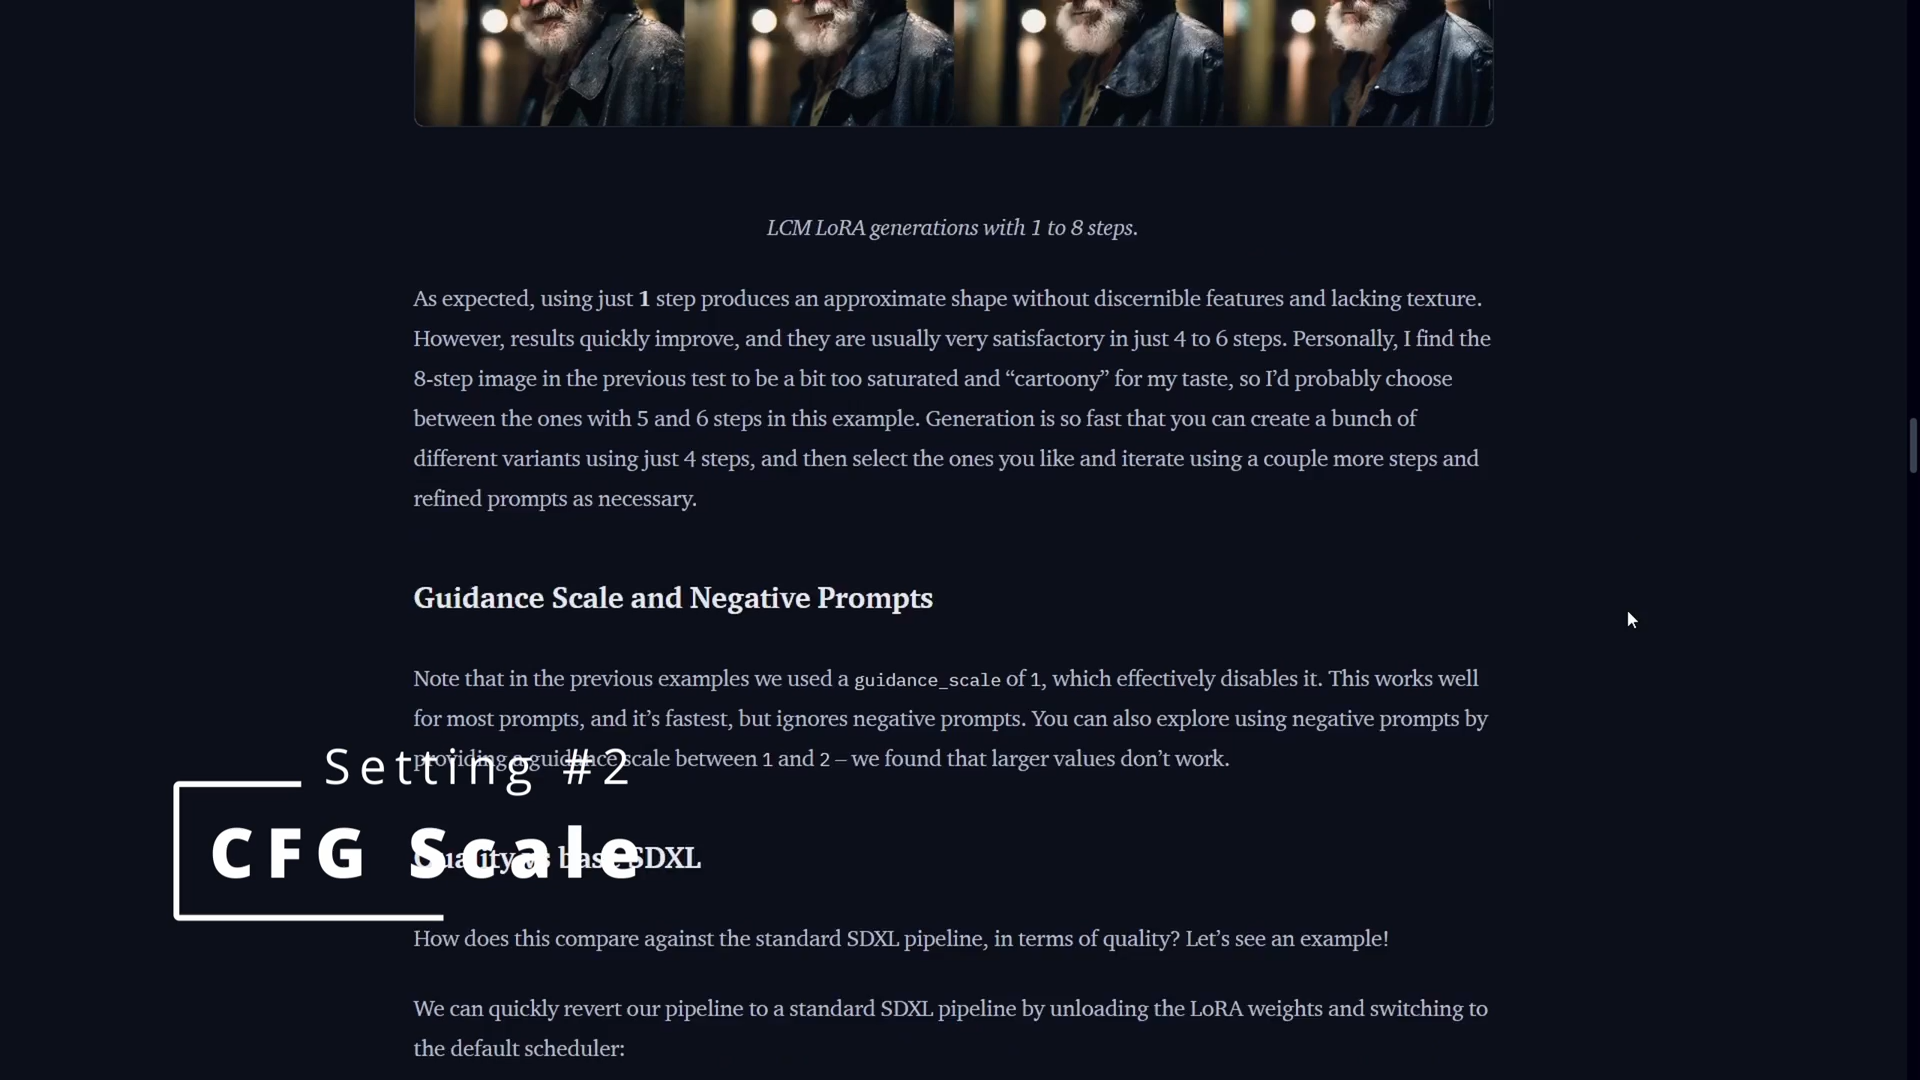 LCM LoRA generations with 1 to 8 steps.
As expected, using just 1 step produces an approximate shape without discernible features and lacking texture.
However, results quickly improve, and they are usually very satisfactory in just 4 to 6 steps. Personally, I find the
8-step image in the previous test to be a bit too saturated and “cartoony” for my taste, so I’d probably choose
between the ones with 5 and 6 steps in this example. Generation is so fast that you can create a bunch of
different variants using just 4 steps, and then select the ones you like and iterate using a couple more steps and
refined prompts as necessary.
Guidance Scale and Negative Prompts
Note that in the previous examples we used a guidance_scale of 1, which effectively disables it. This works well
for most prompts, and it’s fastest, but ignores negative prompts. You can also explore using negative prompts by
providing a guidance scale between 1 and 2 – we found that larger values don’t work.
Setting #2
CFG Scale
Quality vs base SDXL
How does this compare against the standard SDXL pipeline, in terms of quality? Let’s see an example!
We can quickly revert our pipeline to a standard SDXL pipeline by unloading the LoRA weights and switching to
the default scheduler: